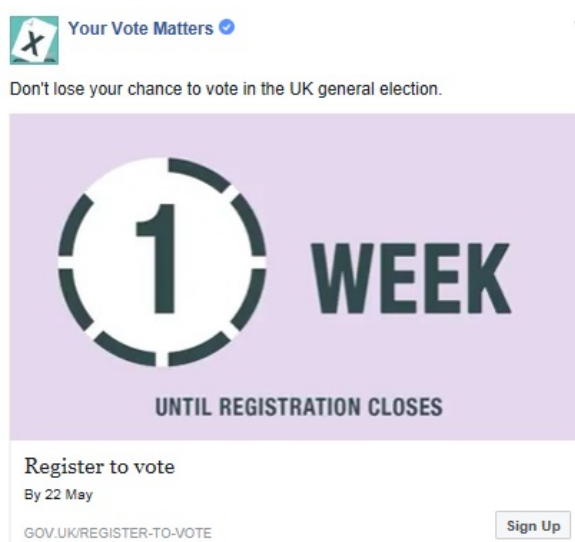 Your Vote Matters
Don't lose your chance to vote in the UK general election.
1 WEEK
UNTIL REGISTRATION CLOSES
Register to vote
By 22 May
GOV.UK/REGISTER-TO-VOTE
Sign Up